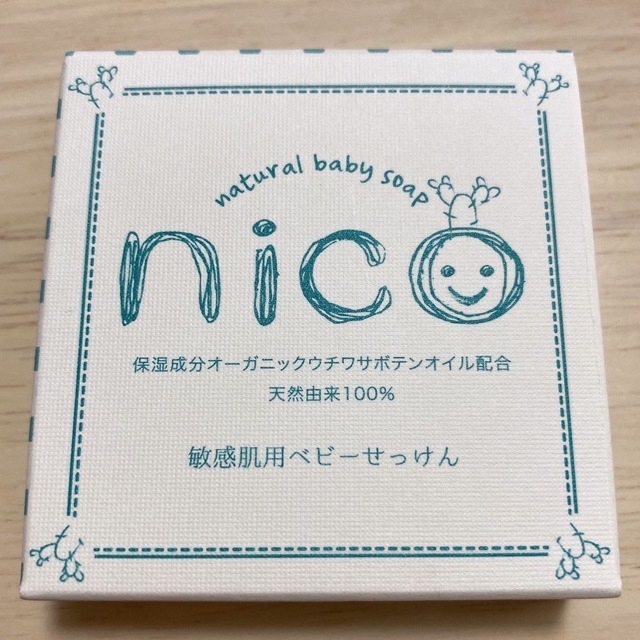 natural baby soap
nico
保湿成分オーガニックウチワサボテンオイル配合
天然由来100%
敏感肌用ベビーせっけん